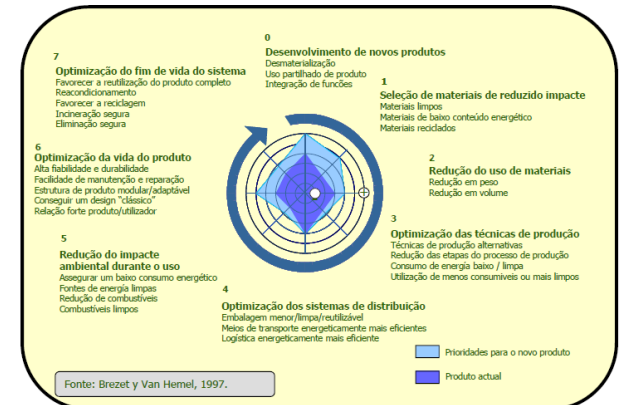 0
Desenvolvimento de novos produtos
Desmaterialização
Uso partilhado de produto
Integração de funcões
1
Seleção de materiais de reduzido impacte
Materiais limpos
Materiais de baixo conteúdo energético
Materiais reciclados
2
Redução do uso de materiais
Redução em peso
Redução em volume
3
Optimização das técnicas de produção
Técnicas de produção alternativas
Redução das etapas do processo de produção
Consumo de energía baixo / limpa
Utilização de menos consumiveis ou mais limpos
4
Optimização dos sistemas de distribuição
Embalagem menor/limpa/reutilizável
Meios de transporte energeticamente mais eficientes
Logística energeticamente mais eficiente
5
Redução do impacte
ambiental durante o uso
Assegurar um baixo consumo energético
Fontes de energía limpas
Redução de combustíveis
Combustíveis limpos
6
Optimização da vida do produto
Alta fiabilidade e durabilidade
Facilidade de manutenção e reparação
Estrutura de produto modular/adaptável
Conseguir um design "clássico"
Relação forte produto/utilizador
7
Optimização do fim de vida do sistema
Favorecer a reutilização do produto completo
Reacondicionamento
Favorecer a reciclagem
Incineração segura
Eliminação segura
Prioridades para o novo produto
Produto actual
Fonte: Brezet y Van Hemel, 1997.